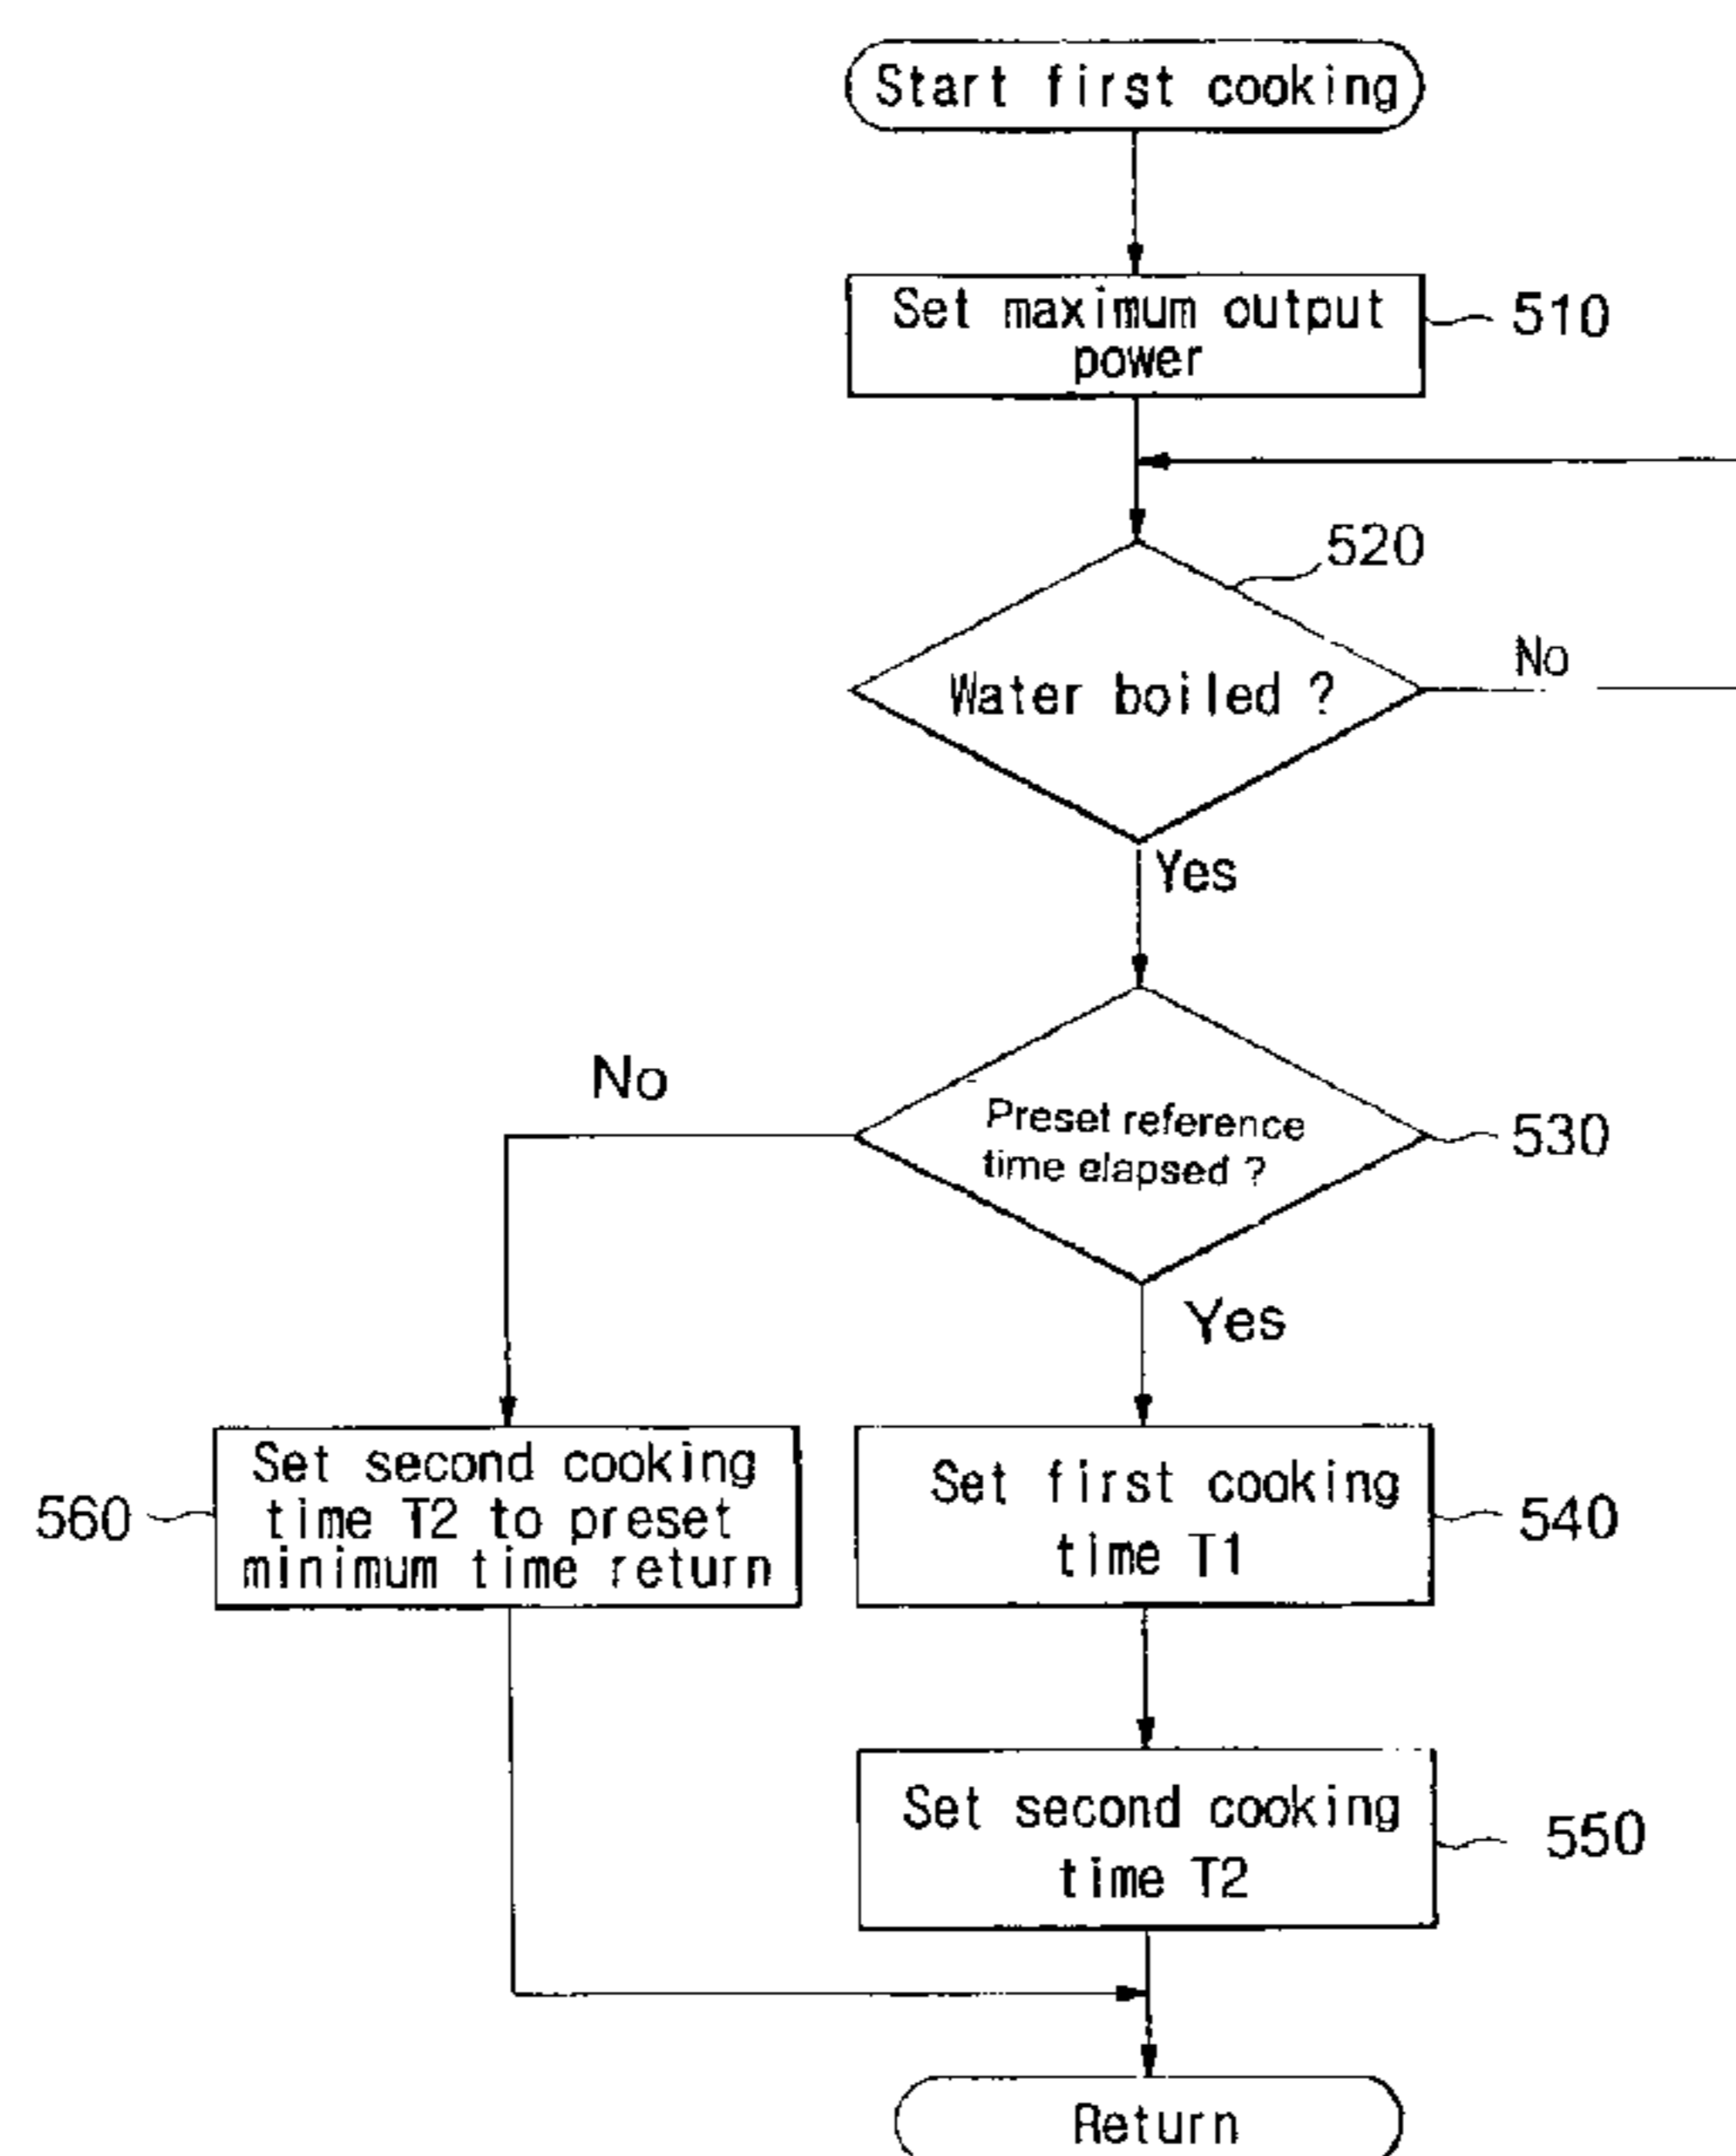 Start first cooking
Set maximum output
power
510
520
Water boiled ?
No
Yes
No
Preset reference
time elapsed ?
530
Yes
560
Set second cooking
time T2 to preset
minimum time return
Set first cooking
time T1
540
Set second cooking
time T2
550
Return